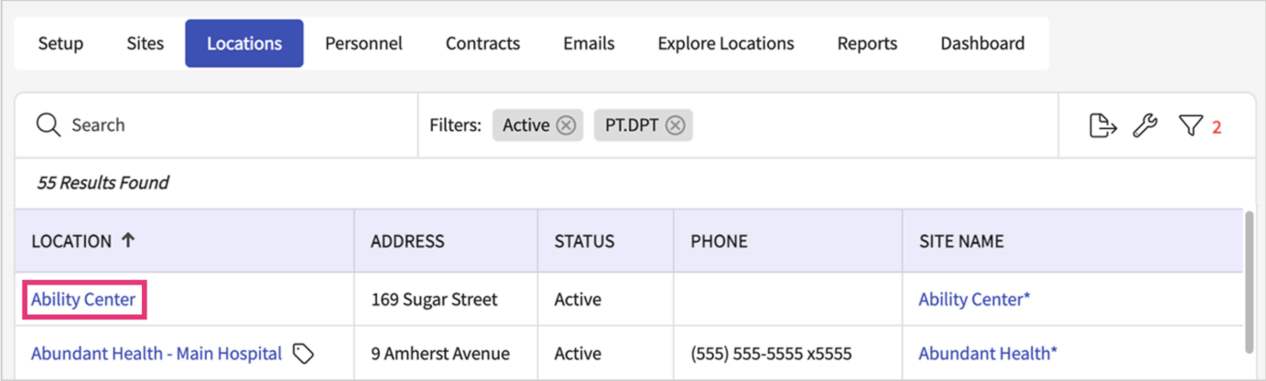 Setup Sites Locations Personnel Contracts Emails Explore Locations Reports Dashboard
Search Filters: Active PT.DPT 2
55 Results Found
LOCATION ADDRESS STATUS PHONE SITE NAME
Ability Center 169 Sugar Street Active Ability Center*
Abundant Health - Main Hospital 9 Amherst Avenue Active (555) 555-5555 x5555 Abundant Health*